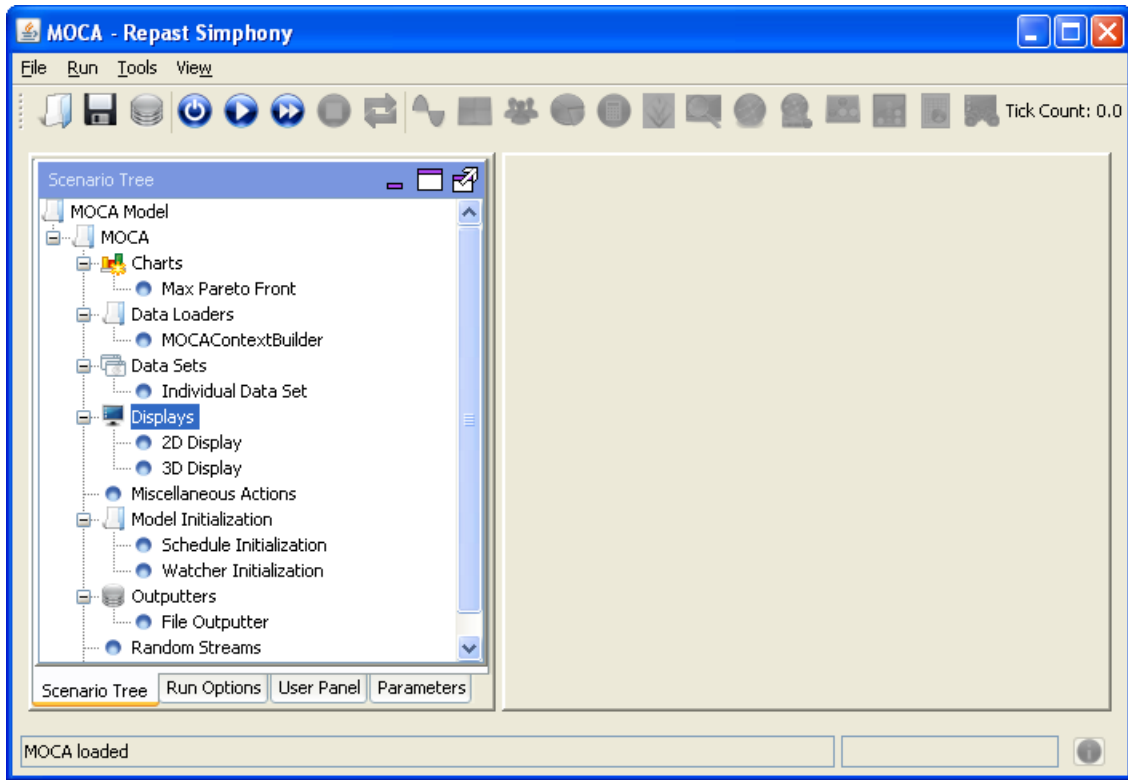 MOCA - Repast Simphony
File Run Tools View
Tick Count: 0.0
Scenario Tree
MOCA Model
MOCA
Charts
Max Pareto Front
Data Loaders
MOCAContextBuilder
Data Sets
Individual Data Set
Displays
2D Display
3D Display
Miscellaneous Actions
Model Initialization
Schedule Initialization
Watcher Initialization
Outputters
File Outputter
Random Streams
Scenario Tree Run Options User Panel Parameters
MOCA loaded